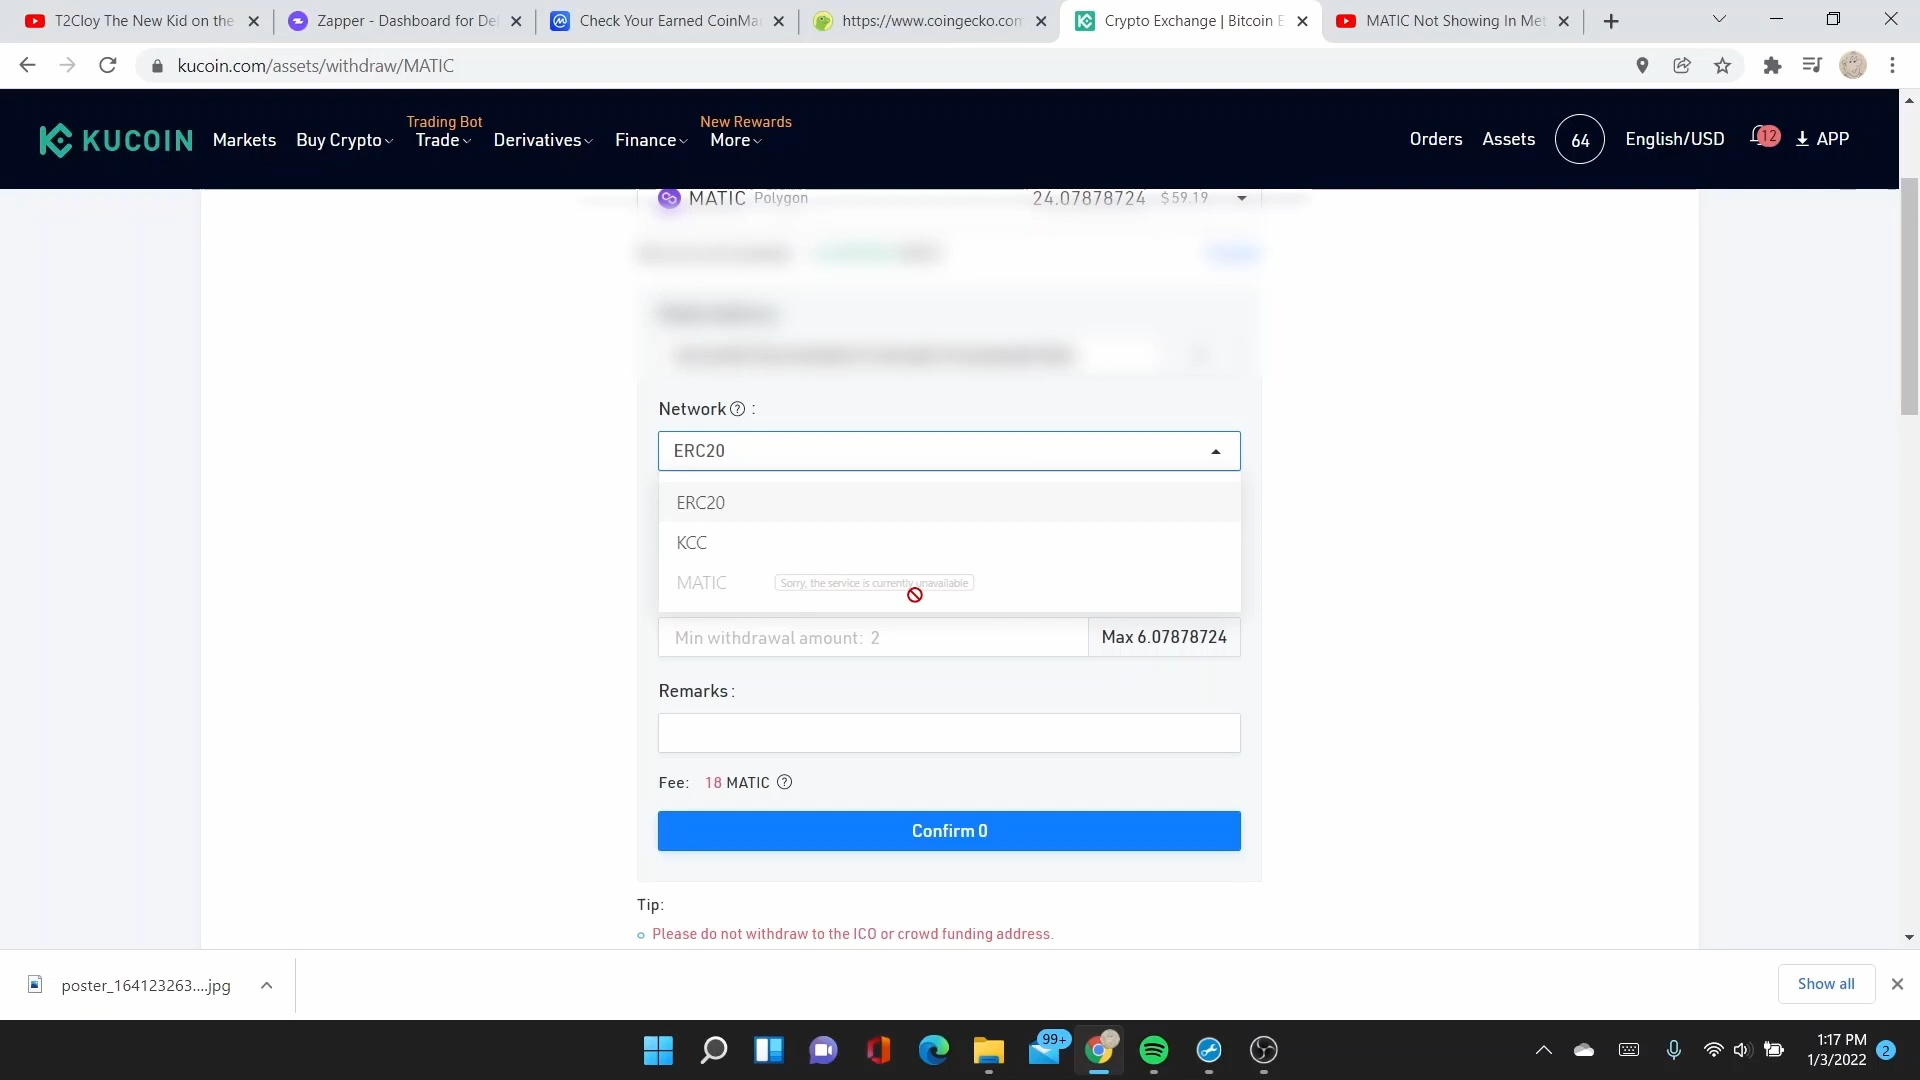 T2Cloy The New Kid on the
Zapper - Dashboard for De
Check Your Earned CoinMa
https://www.coingecko.com
Crypto Exchange | Bitcoin E
MATIC Not Showing In Met
kucoin.com/assets/withdraw/MATIC
KUCOIN
Markets
Buy Crypto
Trading Bot
Trade
Derivatives
Finance
New Rewards
More
Orders
Assets
64
English/USD
12
APP
MATIC Polygon
24.07878724 $59.19
Network ? :
ERC20
ERC20
KCC
MATIC Sorry, the service is currently unavailable
Min withdrawal amount: 2
Max 6.07878724
Remarks :
Fee: 18 MATIC ?
Confirm 0
Tip:
Please do not withdraw to the ICO or crowd funding address.
poster_164123263....jpg
Show all
99+
1:17 PM
1/3/2022
2